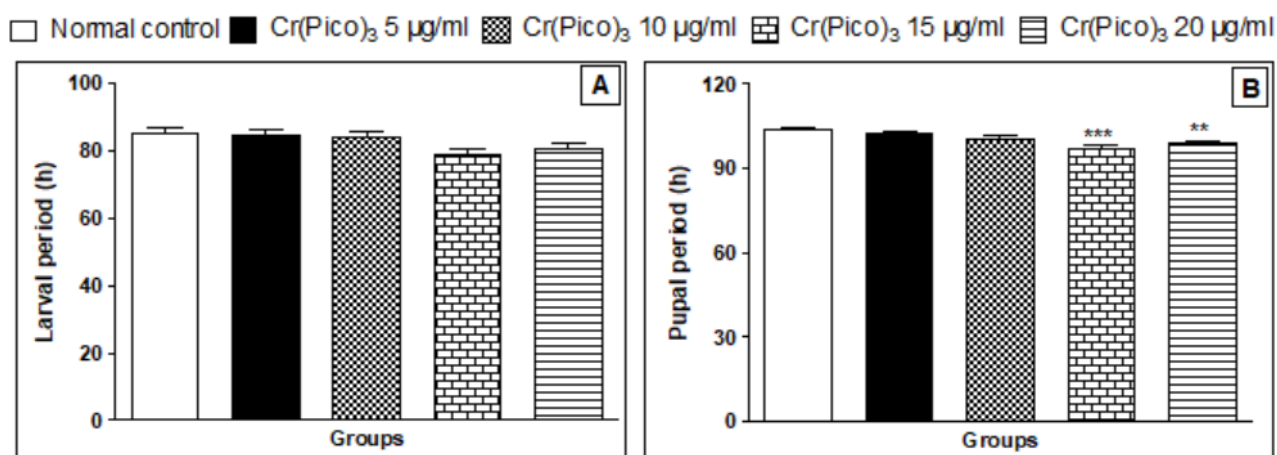 Normal control Cr(Pico)₃ 5 µg/ml Cr(Pico)₃ 10 µg/ml Cr(Pico)₃ 15 µg/ml Cr(Pico)₃ 20 µg/ml
A
Larval period (h)
100
80
60
40
20
0
Groups
B
Pupal period (h)
120
90
60
30
0
*** **
Groups